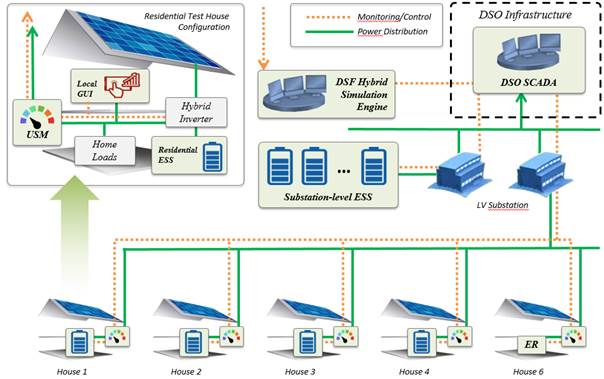 Residential Test House
Configuration
Monitoring/Control
Power Distribution
DSO Infrastructure
DSO SCADA
Local
GUI
DSF Hybrid
Simulation
Engine
Hybrid
Inverter
USM
Home
Loads
Residential
ESS
Substation-level ESS
LV Substation
ER
House 1
House 2
House 3
House 4
House 6